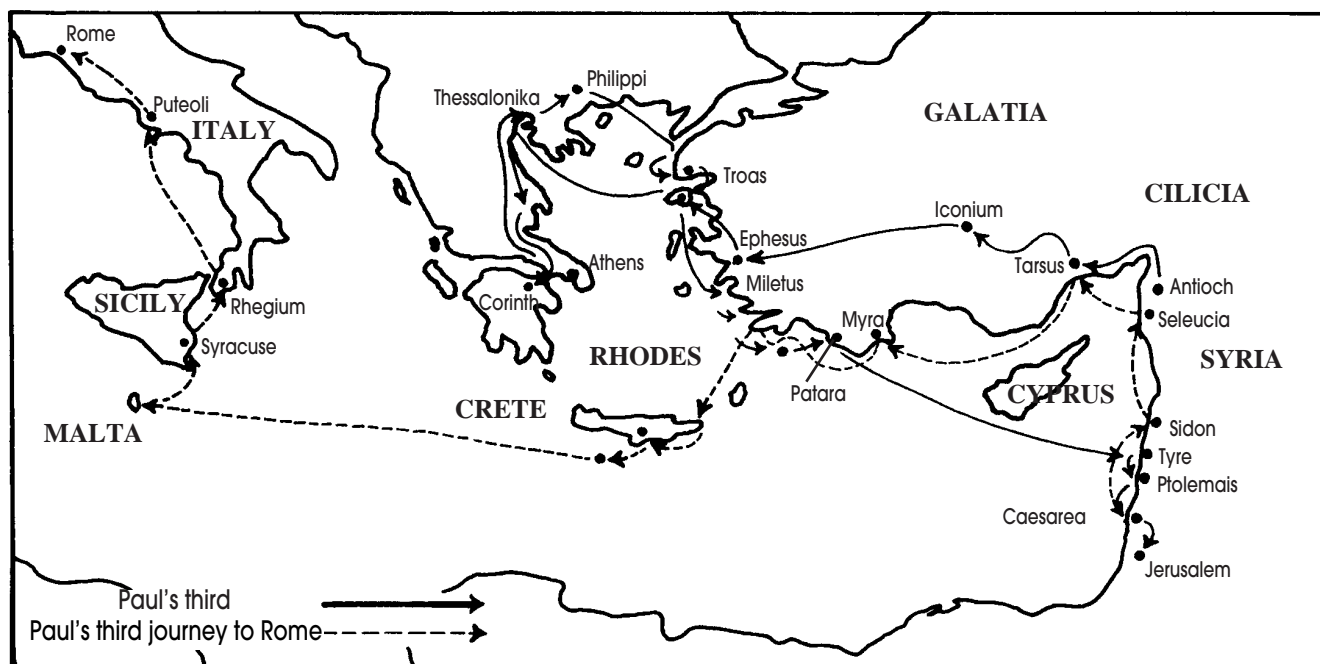 Rome
Philippi
Thessalonika
Puteoli
ITALY
GALATIA
Troas
CILICIA
Iconium
Ephesus
Tarsus
Athens
Miletus
Antioch
Corinth
SICILY
Rhegium
Seleucia
Syracuse
Myra
RHODES
SYRIA
Patara
CYPRUS
CRETE
MALTA
Sidon
Tyre
Ptolemais
Caesarea
Jerusalem
Paul's third
Paul's third journey to Rome